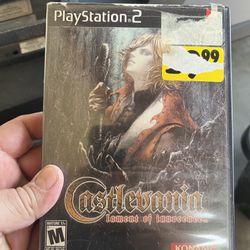 PlayStation 2
.99
Castlevania
lament of innocence
M
KONAMI